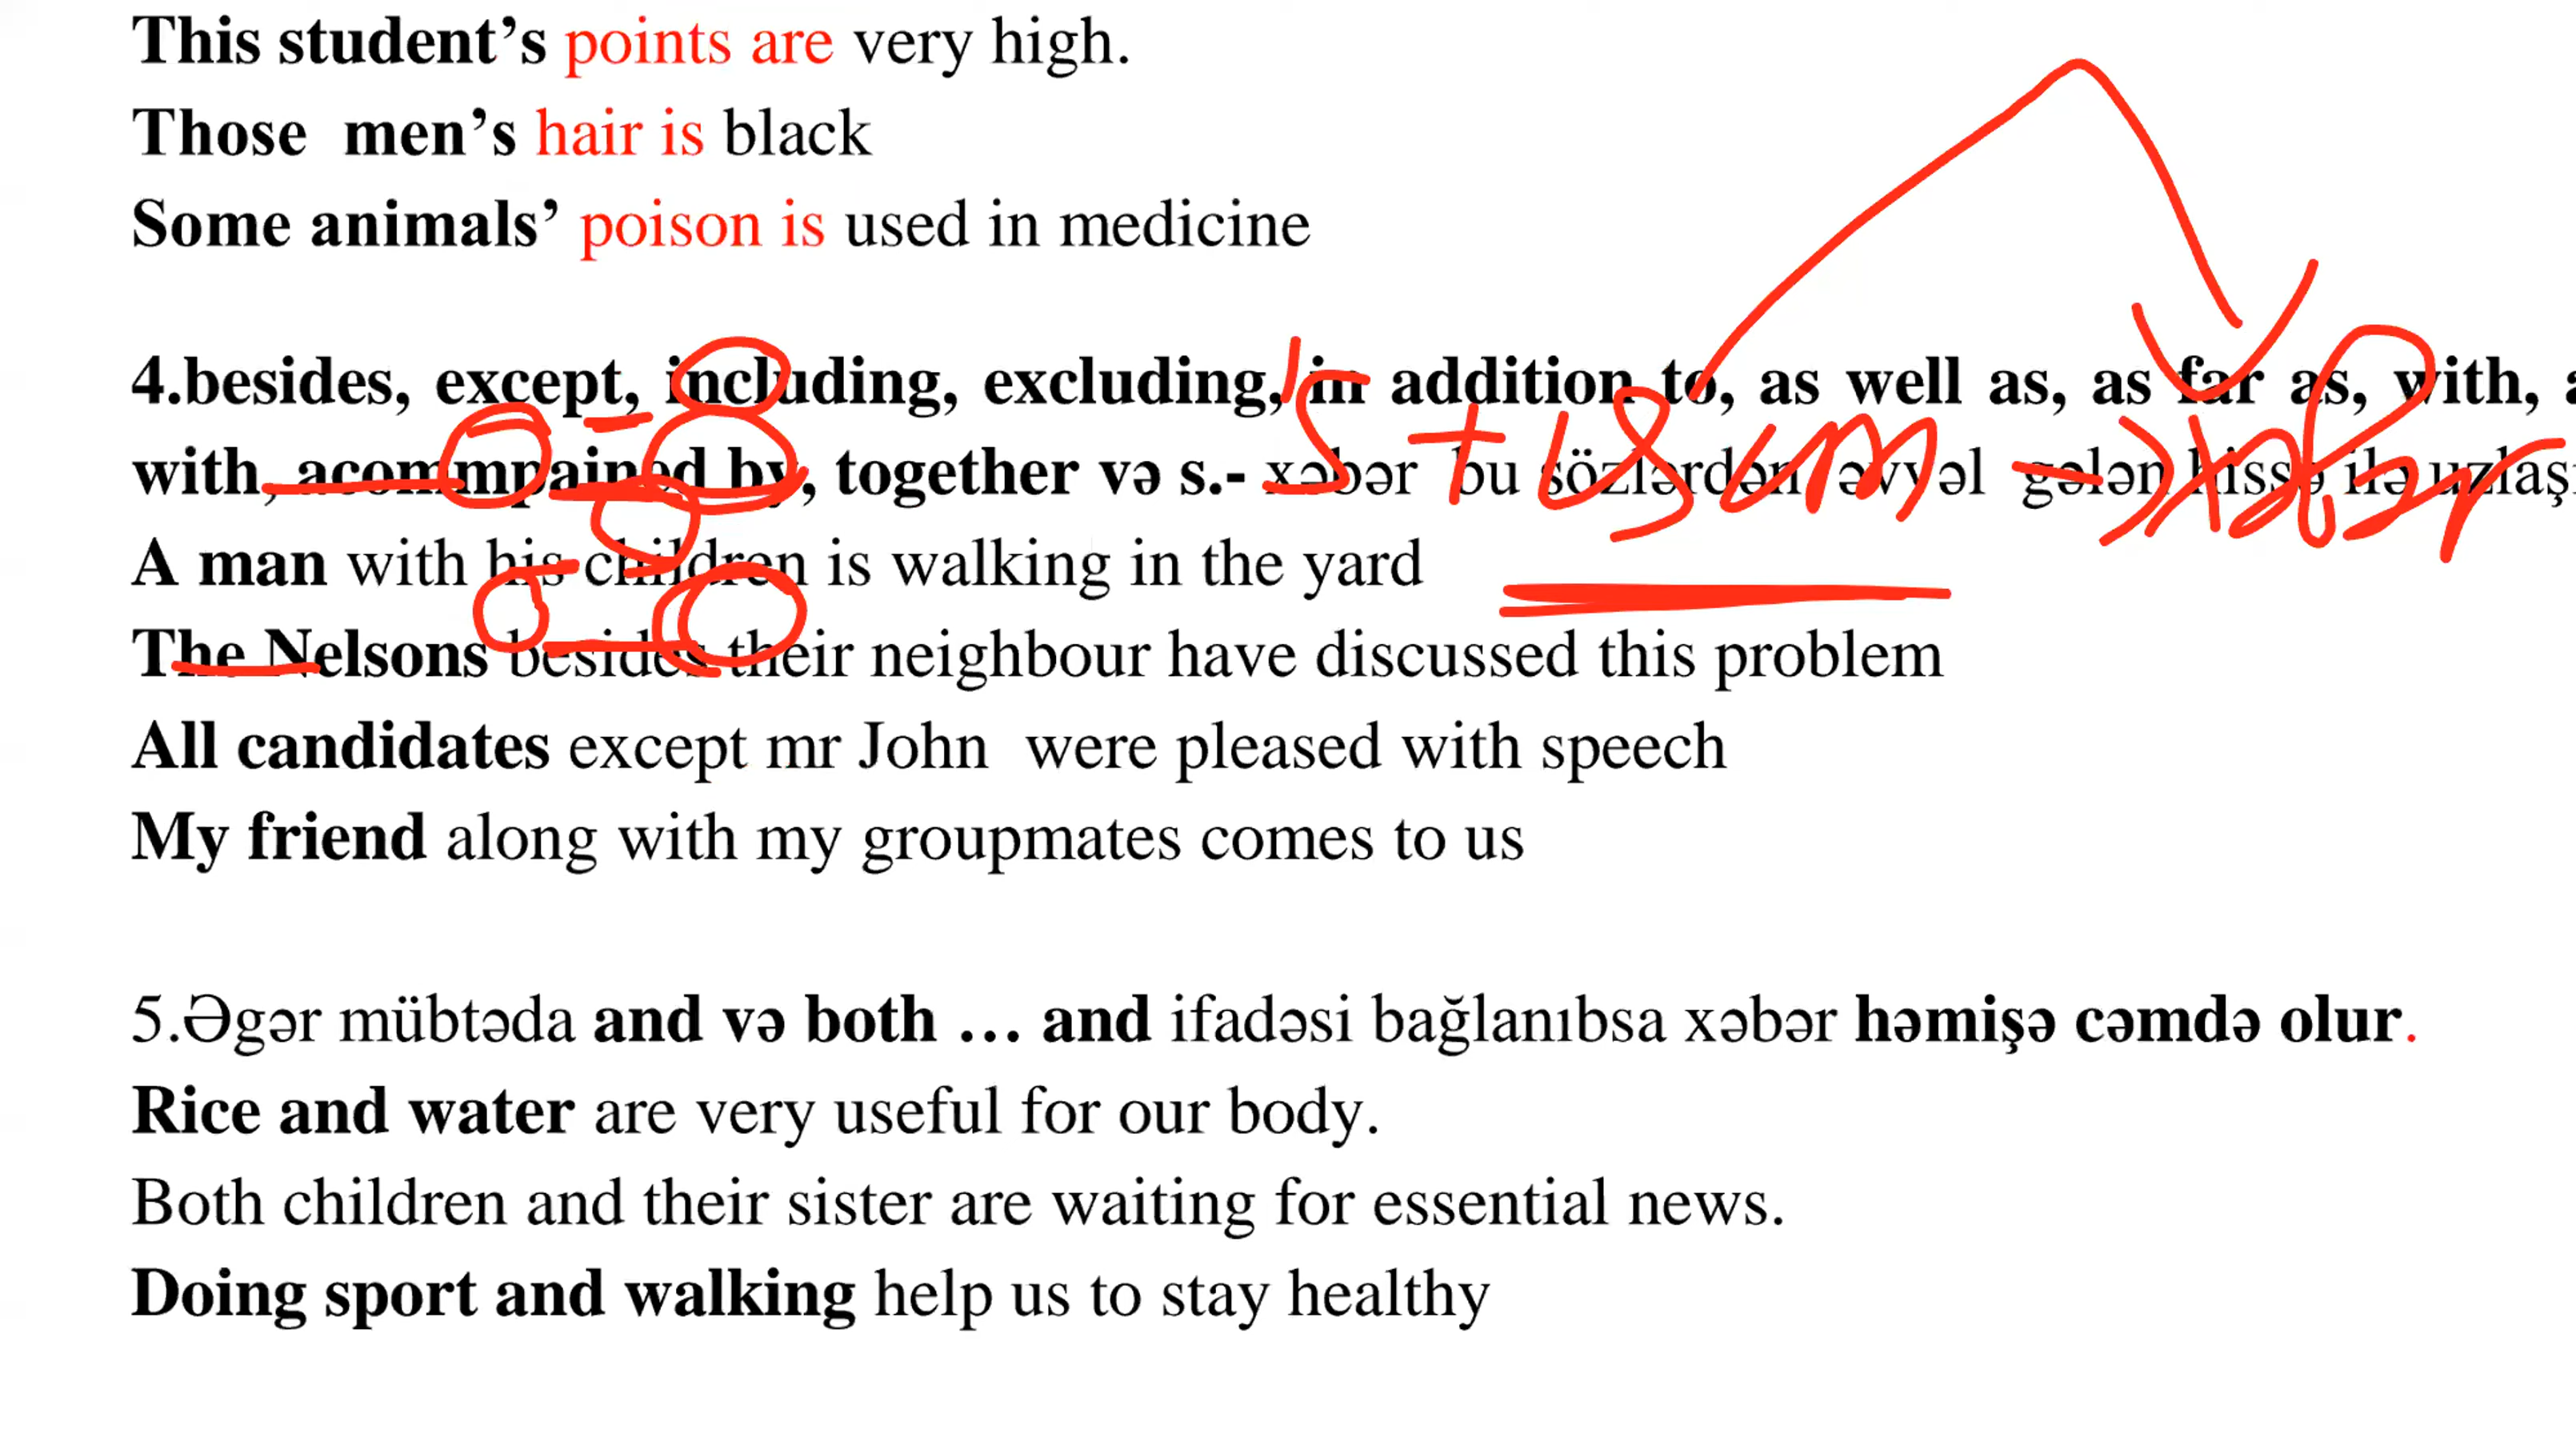 This student’s points are very high.
Those men’s hair is black
Some animals’ poison is used in medicine
4.besides, except, including, excluding, in addition to, as well as, as far as, with, a
with, acommpained by, together və s.- xəbər bu sözlərdən əvvəl gələn hissə ilə uzlaşı
A man with his children is walking in the yard
The Nelsons besides their neighbour have discussed this problem
All candidates except mr John were pleased with speech
My friend along with my groupmates comes to us
5.Əgər mübtəda and və both … and ifadəsi bağlanıbsa xəbər həmişə cəmdə olur.
Rice and water are very useful for our body.
Both children and their sister are waiting for essential news.
Doing sport and walking help us to stay healthy